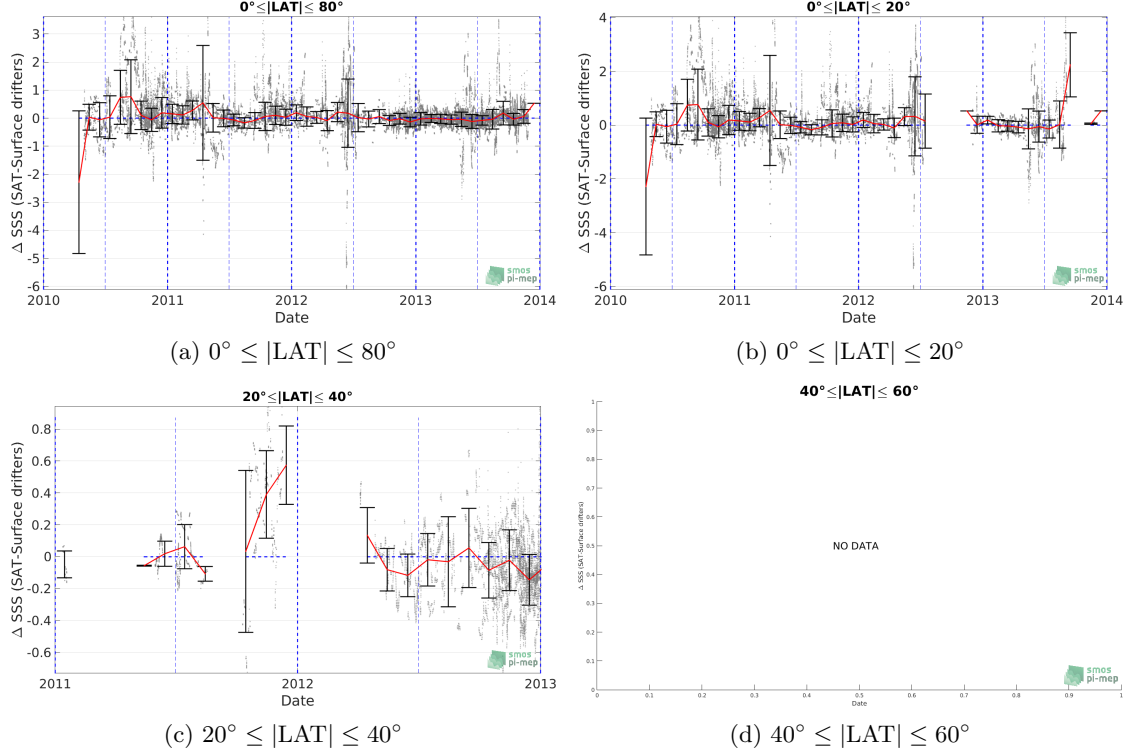 0°≤|LAT|≤ 80°
Δ SSS (SAT-Surface drifters)
3
2
1
0
-1
-2
-3
-4
-5
-6
2010 2011 2012 2013 2014
Date
smos
pi-mep
(a) 0° ≤ |LAT| ≤ 80°
0°≤|LAT|≤ 20°
Δ SSS (SAT-Surface drifters)
4
2
0
-2
-4
-6
2010 2011 2012 2013 2014
Date
smos
pi-mep
(b) 0° ≤ |LAT| ≤ 20°
20°≤|LAT|≤ 40°
Δ SSS (SAT-Surface drifters)
0.8
0.6
0.4
0.2
0
-0.2
-0.4
-0.6
2011 2012 2013
Date
smos
pi-mep
(c) 20° ≤ |LAT| ≤ 40°
40°≤|LAT|≤ 60°
Δ SSS (SAT-Surface drifters)
1
0.9
0.8
0.7
0.6
0.5
0.4
0.3
0.2
0.1
0
NO DATA
0 0.1 0.2 0.3 0.4 0.5 0.6 0.7 0.8 0.9 1
Date
smos
pi-mep
(d) 40° ≤ |LAT| ≤ 60°